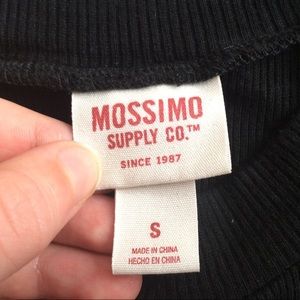 MOSSIMO
SUPPLY CO.™
SINCE 1987
S
MADE IN CHINA
HECHO EN CHINA